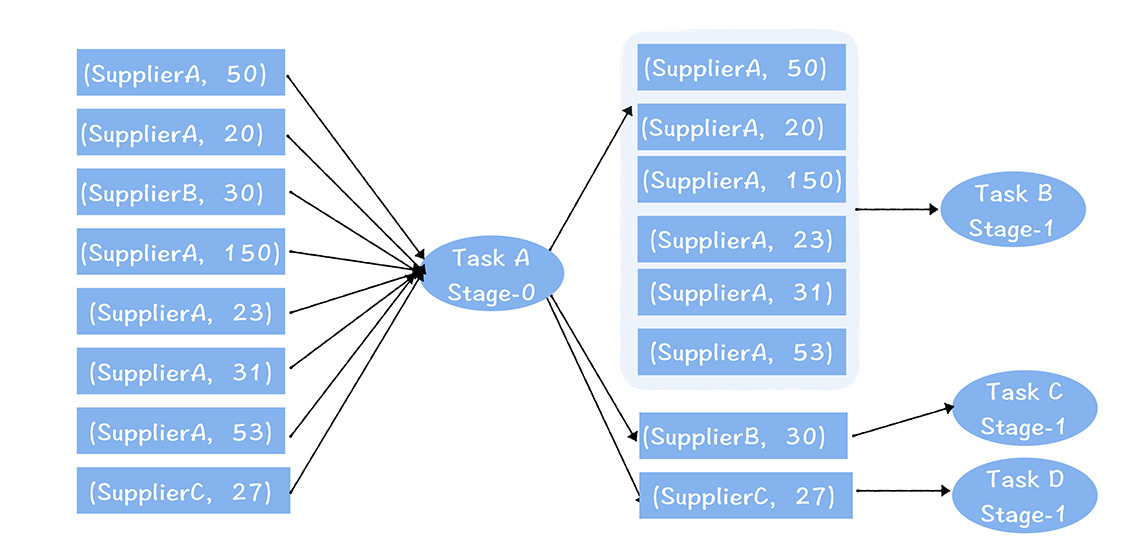 (SupplierA, 50)
(SupplierA, 20)
(SupplierB, 30)
(SupplierA, 150)
(SupplierA, 23)
(SupplierA, 31)
(SupplierA, 53)
(SupplierC, 27)
Task A
Stage-0
(SupplierA, 50)
(SupplierA, 20)
(SupplierA, 150)
(SupplierA, 23)
(SupplierA, 31)
(SupplierA, 53)
(SupplierB, 30)
(SupplierC, 27)
Task B
Stage-1
Task C
Stage-1
Task D
Stage-1